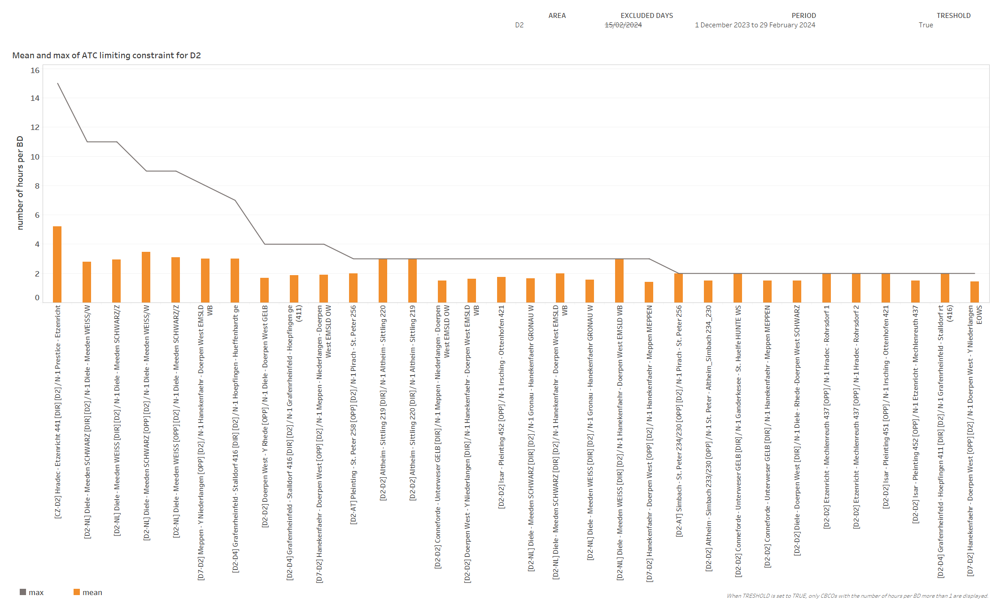 AREA EXCLUDED DAYS PERIOD TRESHOLD
D2 15/02/2024 1 December 2023 to 29 February 2024 True
Mean and max of ATC limiting constraint for D2
number of hours per BD
16
14
12
10
8
6
4
2
0
[CZ-D2] Hradec - Etzenricht 441 [DIR] [D2] / N-1 Prestice - Etzenricht
[D2-NL] Diele - Meeden SCHWARZ [DIR] [D2] / N-1 Diele - Meeden WEISS/W
[D2-NL] Diele - Meeden WEISS [DIR] [D2] / N-1 Diele - Meeden SCHWARZ/Z
[D2-NL] Diele - Meeden SCHWARZ [OPP] [D2] / N-1 Diele - Meeden WEISS/W
[D2-NL] Diele - Meeden WEISS [OPP] [D2] / N-1 Diele - Meeden SCHWARZ/Z
[D7-D2] Meppen - Y Niederlangen [OPP] [D2] / N-1 Hanekenfaehr - Doerpen West EMSLD
WB
[D2-D4] Grafenrheinfeld - Stalldorf 416 [DIR] [D2] / N-1 Hoepfingen - Hueffenhardt ge
[D2-D2] Doerpen West - Y Rhede [OPP] / N-1 Diele - Doerpen West GELB
[D2-D4] Grafenrheinfeld - Stalldorf 416 [DIR] [D2] / N-1 Grafenrheinfeld - Hoepfingen ge
(411)
[D7-D2] Hanekenfaehr - Doerpen West [OPP] [D2] / N-1 Meppen - Niederlangen - Doerpen
West EMSLD OW
[D2-AT] Pleinting - St. Peter 258 [OPP] [D2] / N-1 Pirach - St. Peter 256
[D2-D2] Altheim - Sittling 219 [DIR] / N-1 Altheim - Sittling 220
[D2-D2] Altheim - Sittling 220 [DIR] / N-1 Altheim - Sittling 219
[D2-D2] Conneforde - Unterweser GELB [DIR] / N-1 Meppen - Niederlangen - Doerpen
West EMSLD OW
[D2-D2] Doerpen West - Y Niederlangen [DIR] / N-1 Hanekenfaehr - Doerpen West EMSLD
WB
[D2-D2] Isar - Pleinting 452 [OPP] / N-1 Irsching - Ottenhofen 421
[D2-NL] Diele - Meeden SCHWARZ [DIR] [D2] / N-1 Gronau - Hanekenfaehr GRONAU W
[D2-NL] Diele - Meeden SCHWARZ [DIR] [D2] / N-1 Hanekenfaehr - Doerpen West EMSLD
WB
[D2-NL] Diele - Meeden WEISS [DIR] [D2] / N-1 Gronau - Hanekenfaehr GRONAU W
[D2-NL] Diele - Meeden WEISS [DIR] [D2] / N-1 Hanekenfaehr - Doerpen West EMSLD WB
[D7-D2] Hanekenfaehr - Doerpen West [OPP] [D2] / N-1 Hanekenfaehr - Meppen MEPPEN
[D2-AT] Simbach - St. Peter 234/230 [OPP] [D2] / N-1 Pirach - St. Peter 256
[D2-D2] Altheim - Simbach 233/230 [OPP] / N-1 St. Peter - Altheim_Simbach 234_230
[D2-D2] Conneforde - Unterweser GELB [DIR] / N-1 Ganderkesee - St. Huelfe HUNTE WS
[D2-D2] Conneforde - Unterweser GELB [DIR] / N-1 Hanekenfaehr - Meppen MEPPEN
[D2-D2] Diele - Doerpen West [DIR] / N-1 Diele - Rhede -Doerpen West SCHWARZ
[D2-D2] Etzenricht - Mechlenreuth 437 [OPP] / N-1 Hradec - Rohrsdorf 1
[D2-D2] Etzenricht - Mechlenreuth 437 [OPP] / N-1 Hradec - Rohrsdorf 2
[D2-D2] Isar - Pleinting 451 [OPP] / N-1 Irsching - Ottenhofen 421
[D2-D2] Isar - Pleinting 452 [OPP] / N-1 Etzenricht - Mechlenreuth 437
[D2-D4] Grafenrheinfeld - Hoepfingen 411 [DIR] [D2] / N-1 Grafenrheinfeld - Stalldorf rt
(416)
[D7-D2] Hanekenfaehr - Doerpen West [OPP] [D2] / N-1 Doerpen West - Y Niederlangen
EOWS
max mean
When TRESHOLD is set to TRUE, only CBCOs with the number of hours per BD more than 1 are displayed.